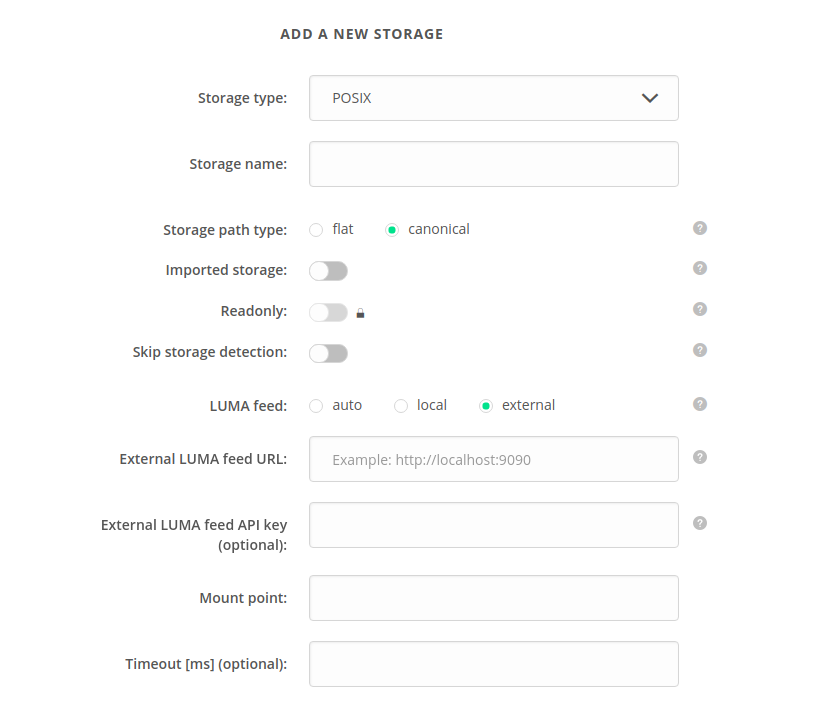 ADD A NEW STORAGE
Storage type: POSIX
Storage name:
Storage path type: flat canonical ?
Imported storage: ?
Readonly: ?
Skip storage detection: ?
LUMA feed: auto local external ?
External LUMA feed URL: Example: http://localhost:9090 ?
External LUMA feed API key ?
(optional):
Mount point:
Timeout [ms] (optional):